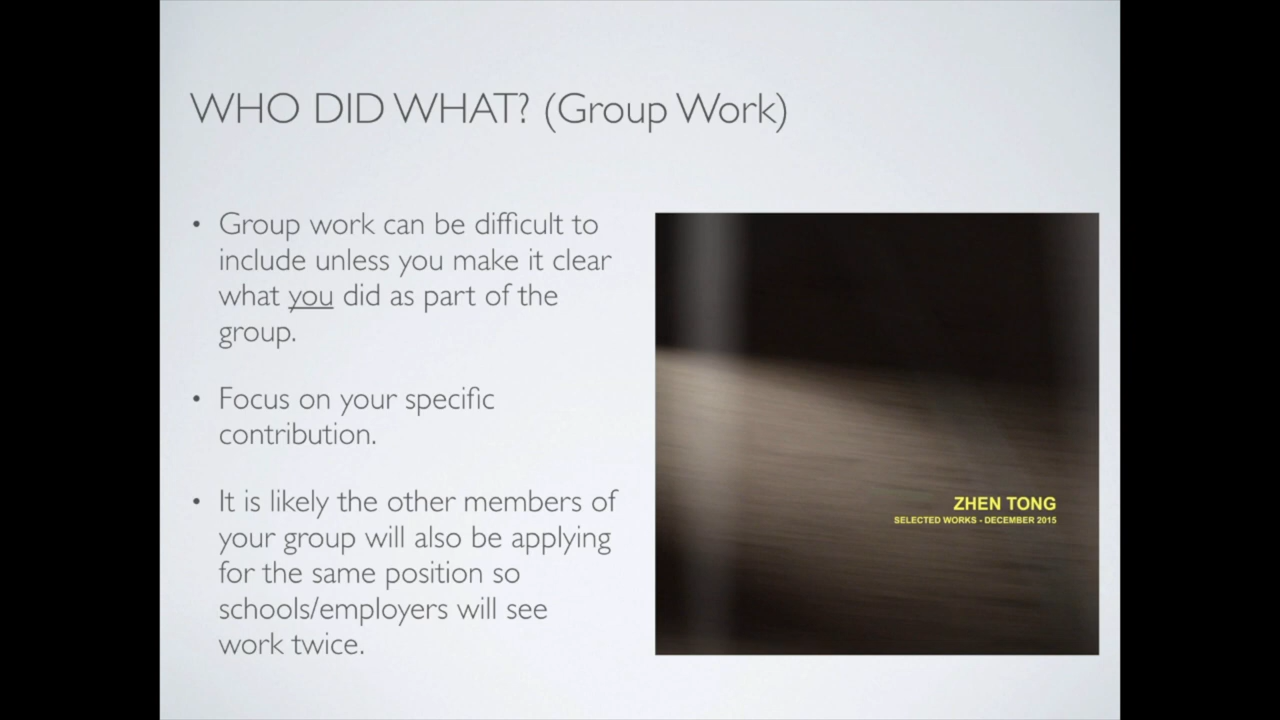 WHO DID WHAT? (Group Work)
• Group work can be difficult to
include unless you make it clear
what you did as part of the
group.
• Focus on your specific
contribution.
• It is likely the other members of
your group will also be applying
for the same position so
schools/employers will see
work twice.
ZHEN TONG
SELECTED WORKS - DECEMBER 2015